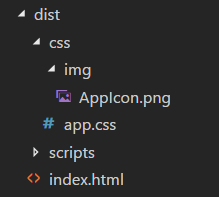 dist
css
img
AppIcon.png
app.css
scripts
index.html